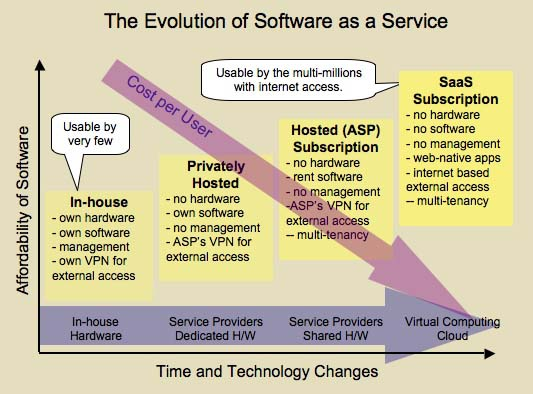 The Evolution of Software as a Service
Affordability of Software
Cost per User
Usable by
very few
Usable by the multi-millions
with internet access.
In-house
- own hardware
- own software
- management
- own VPN for
external access
Privately
Hosted
- no hardware
- own software
- no management
- ASP's VPN for
external access
Hosted (ASP)
Subscription
- no hardware
- rent software
- no management
-ASP's VPN for
external access
-- multi-tenancy
SaaS
Subscription
- no hardware
- no software
- no management
- web-native apps
- internet based
external access
- multi-tenancy
In-house
Hardware
Service Providers
Dedicated H/W
Service Providers
Shared H/W
Virtual Computing
Cloud
Time and Technology Changes